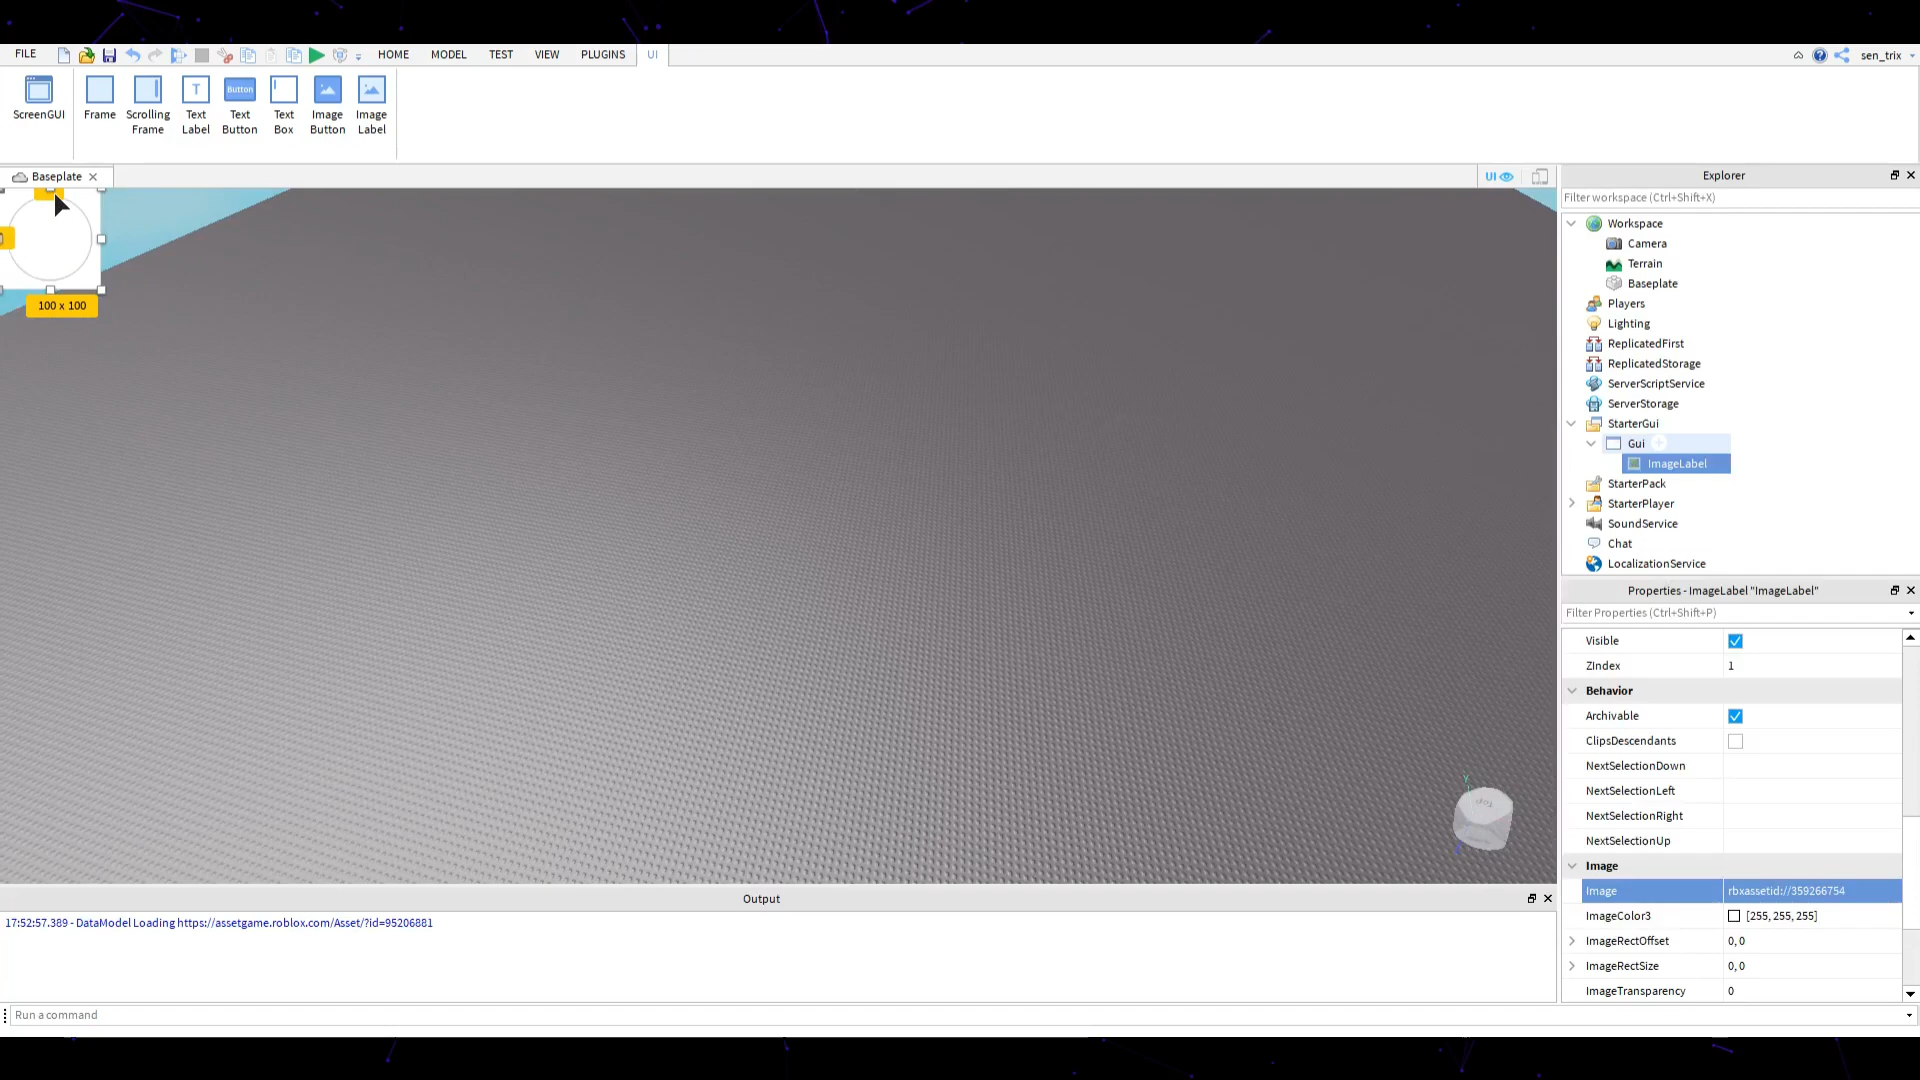 FILE
HOME
MODEL
TEST
VIEW
PLUGINS
UI
sen_trix
ScreenGUI
Frame
Scrolling
Frame
T
Text
Label
Button
Text
Button
Text
Box
Image
Button
Image
Label
Baseplate
UI
100 x 100
Y
Top
Explorer
Filter workspace (Ctrl+Shift+X)
Workspace
Camera
Terrain
Baseplate
Players
Lighting
ReplicatedFirst
ReplicatedStorage
ServerScriptService
ServerStorage
StarterGui
Gui
ImageLabel
StarterPack
StarterPlayer
SoundService
Chat
LocalizationService
Properties - ImageLabel "ImageLabel"
Filter Properties (Ctrl+Shift+P)
Visible
ZIndex 1
Behavior
Archivable
ClipsDescendants
NextSelectionDown
NextSelectionLeft
NextSelectionRight
NextSelectionUp
Image
Image rbxassetid://359266754
ImageColor3 [255, 255, 255]
ImageRectOffset 0, 0
ImageRectSize 0, 0
ImageTransparency 0
Output
17:52:57.389 - DataModel Loading https://assetgame.roblox.com/Asset/?id=95206881
Run a command